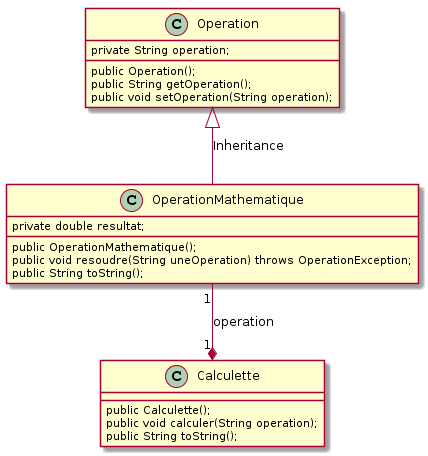 C Operation
private String operation;
public Operation();
public String getOperation();
public void setOperation(String operation);
Inheritance
C OperationMathematique
private double resultat;
public OperationMathematique();
public void resoudre(String uneOperation) throws OperationException;
public String toString();
1
operation
1
C Calculette
public Calculette();
public void calculer(String operation);
public String toString();